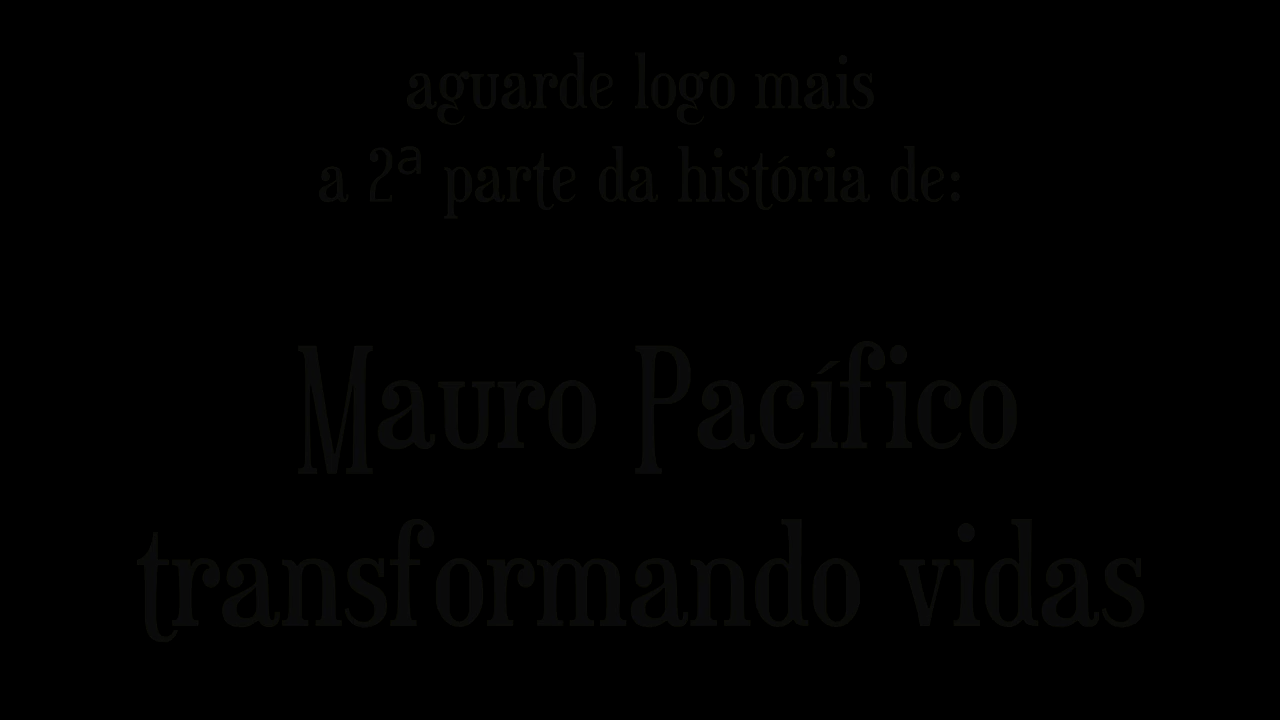 aguarde logo mais
a 2ª parte da história de:
Mauro Pacífico
transformando vidas